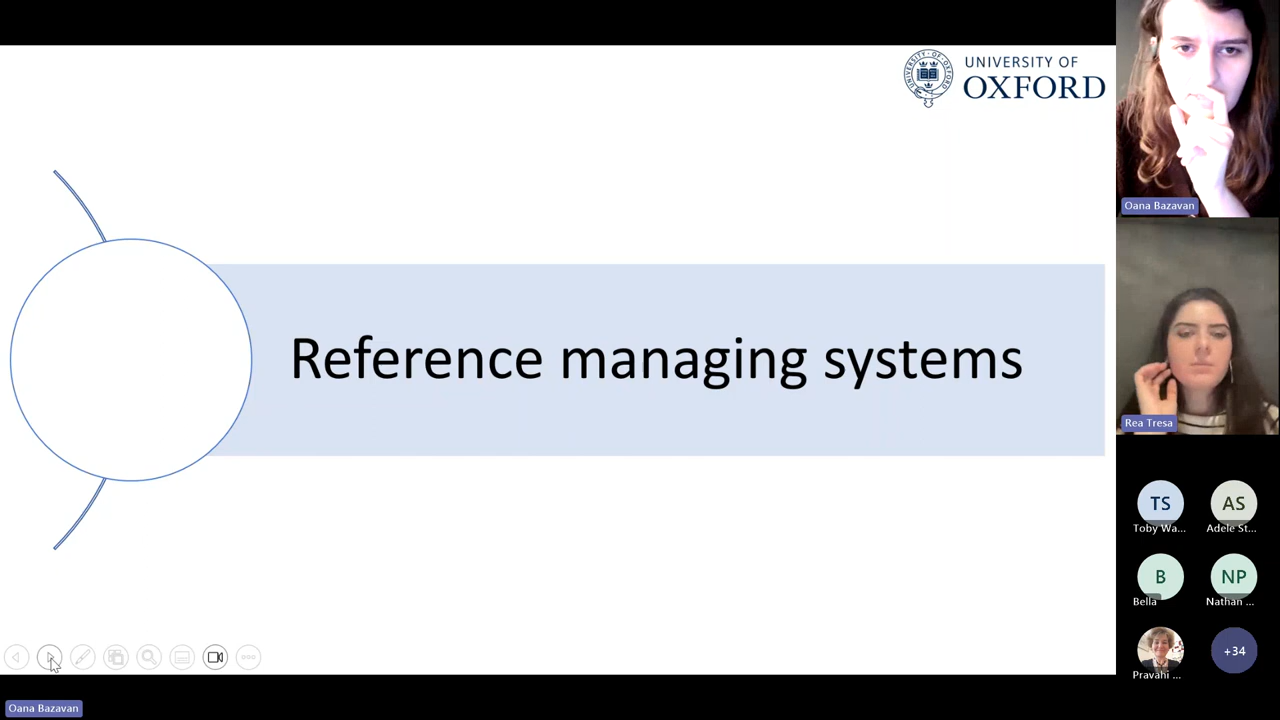 UNIVERSITY OF
OXFORD
Reference managing systems
Oana Bazavan
Rea Tresa
TS
AS
Toby Wa...
Adele St...
B
NP
Bella
Nathan ...
Pravahi ...
+34
Oana Bazavan